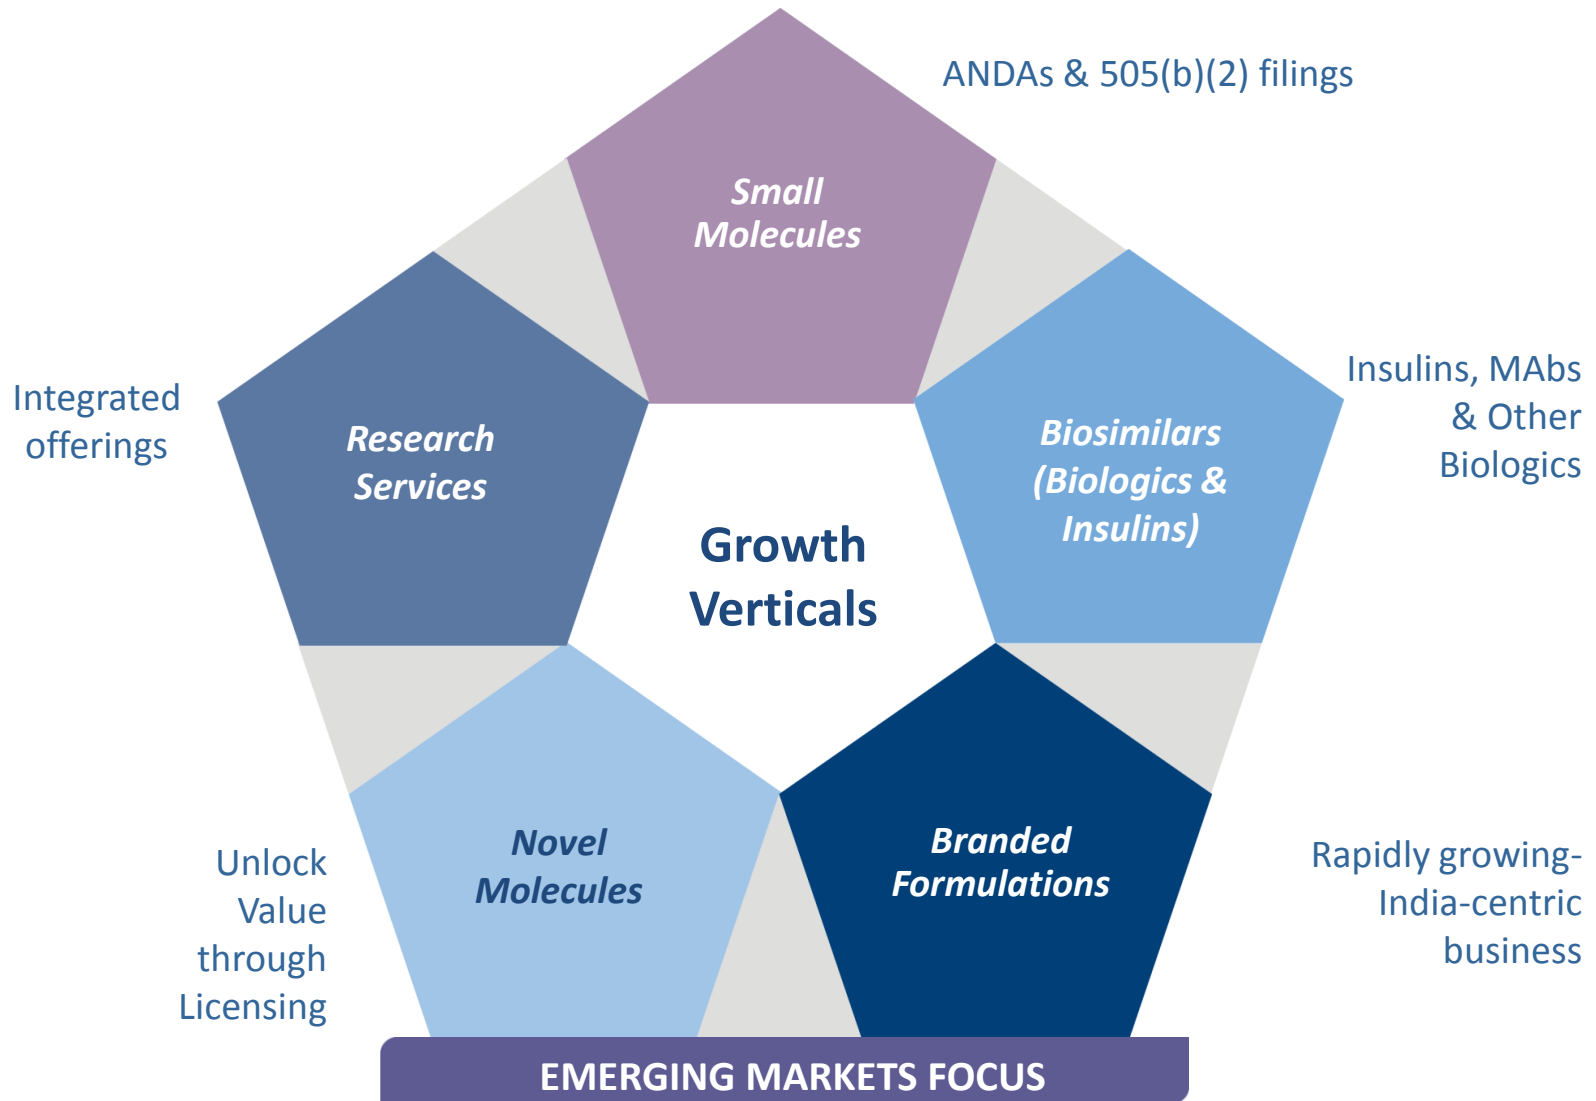 ANDAs & 505(b)(2) filings
Small
Molecules
Integrated
offerings
Research
Services
Biosimilars
(Biologics &
Insulins)
Insulins, MAbs
& Other
Biologics
Growth
Verticals
Unlock
Value
through
Licensing
Novel
Molecules
Branded
Formulations
Rapidly growing-
India-centric
business
EMERGING MARKETS FOCUS